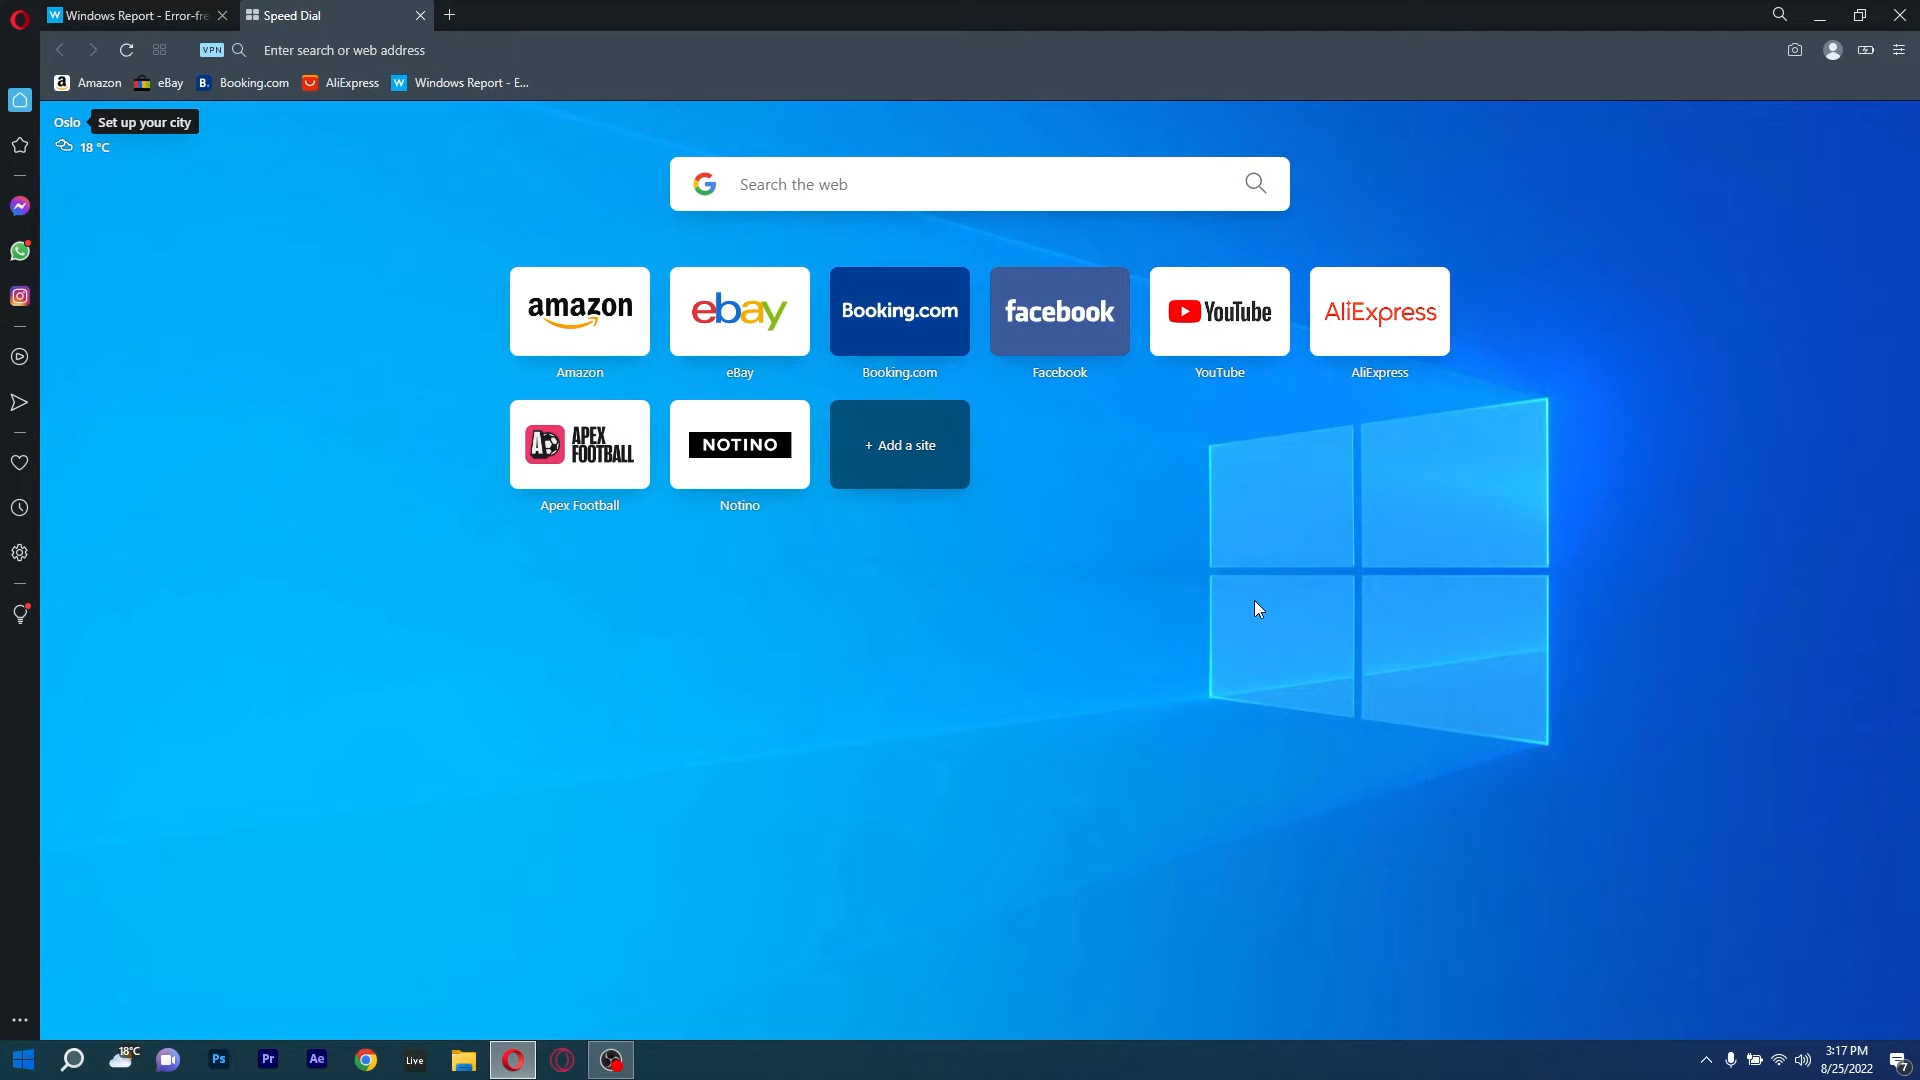 Windows Report - Error-fre
Speed Dial
VPN
Enter search or web address
Amazon
eBay
B.
Booking.com
AliExpress
W
Windows Report - E...
Oslo
Set up your city
18 °C
Search the web
amazon
ebay
Booking.com
facebook
YouTube
AliExpress
Amazon
eBay
Booking.com
Facebook
YouTube
AliExpress
APEX
FOOTBALL
NOTINO
+ Add a site
Apex Football
Notino
18°C
Ps
Pr
Ae
Live
3:17 PM
8/25/2022
7